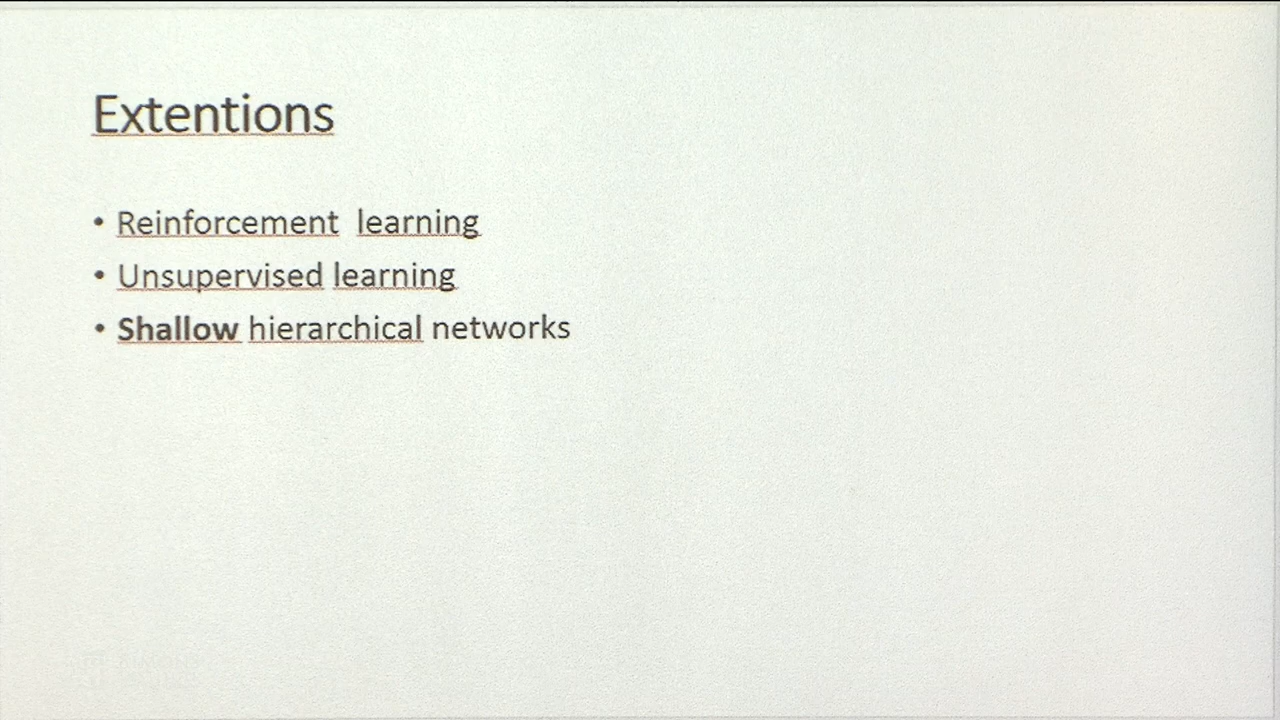 Extentions
• Reinforcement learning
• Unsupervised learning
• Shallow hierarchical networks